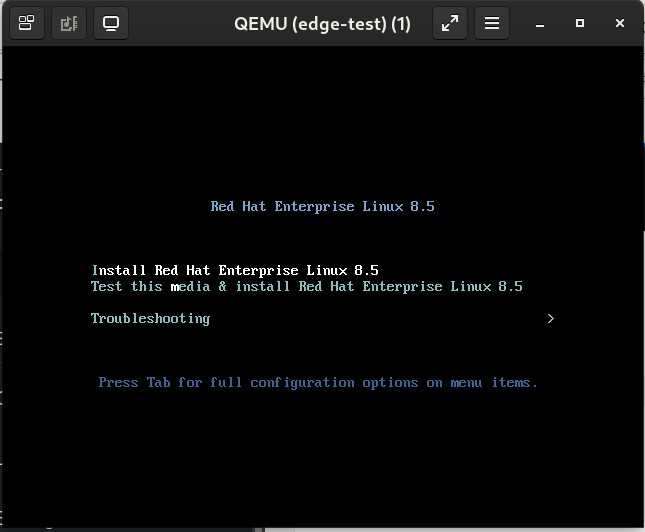 QEMU (edge-test) (1)
Red Hat Enterprise Linux 8.5
Install Red Hat Enterprise Linux 8.5
Test this media & install Red Hat Enterprise Linux 8.5
Troubleshooting >
Press Tab for full configuration options on menu items.